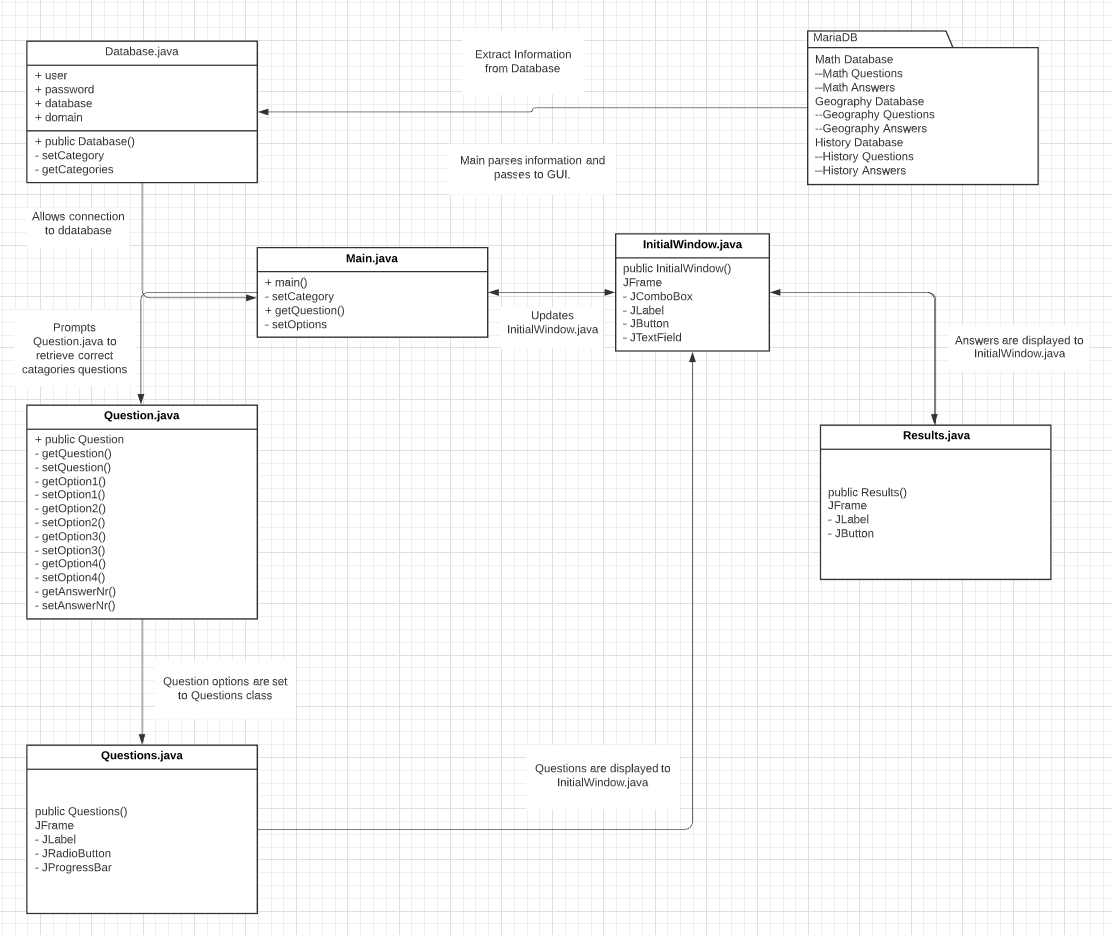 Database.java
+ user
+ password
+ database
+ domain
+ public Database()
- setCategory
- getCategories
Extract Information
from Database
MariaDB
Math Database
--Math Questions
--Math Answers
Geography Database
--Geography Questions
--Geography Answers
History Database
--History Questions
--History Answers
Main parses information and
passes to GUI.
Allows connection
to ddatabase
Main.java
+ main()
- setCategory
+ getQuestion()
- setOptions
Updates
InitialWindow.java
InitialWindow.java
public InitialWindow()
JFrame
- JComboBox
- JLabel
- JButton
- JTextField
Prompts
Question.java to
retrieve correct
catagories questions
Answers are displayed to
InitialWindow.java
Question.java
+ public Question
- getQuestion()
- setQuestion()
- getOption1()
- setOption1()
- getOption2()
- setOption2()
- getOption3()
- setOption3()
- getOption4()
- setOption4()
- getAnswerNr()
- setAnswerNr()
Results.java
public Results()
JFrame
- JLabel
- JButton
Question options are set
to Questions class
Questions.java
public Questions()
JFrame
- JLabel
- JRadioButton
- JProgressBar
Questions are displayed to
InitialWindow.java